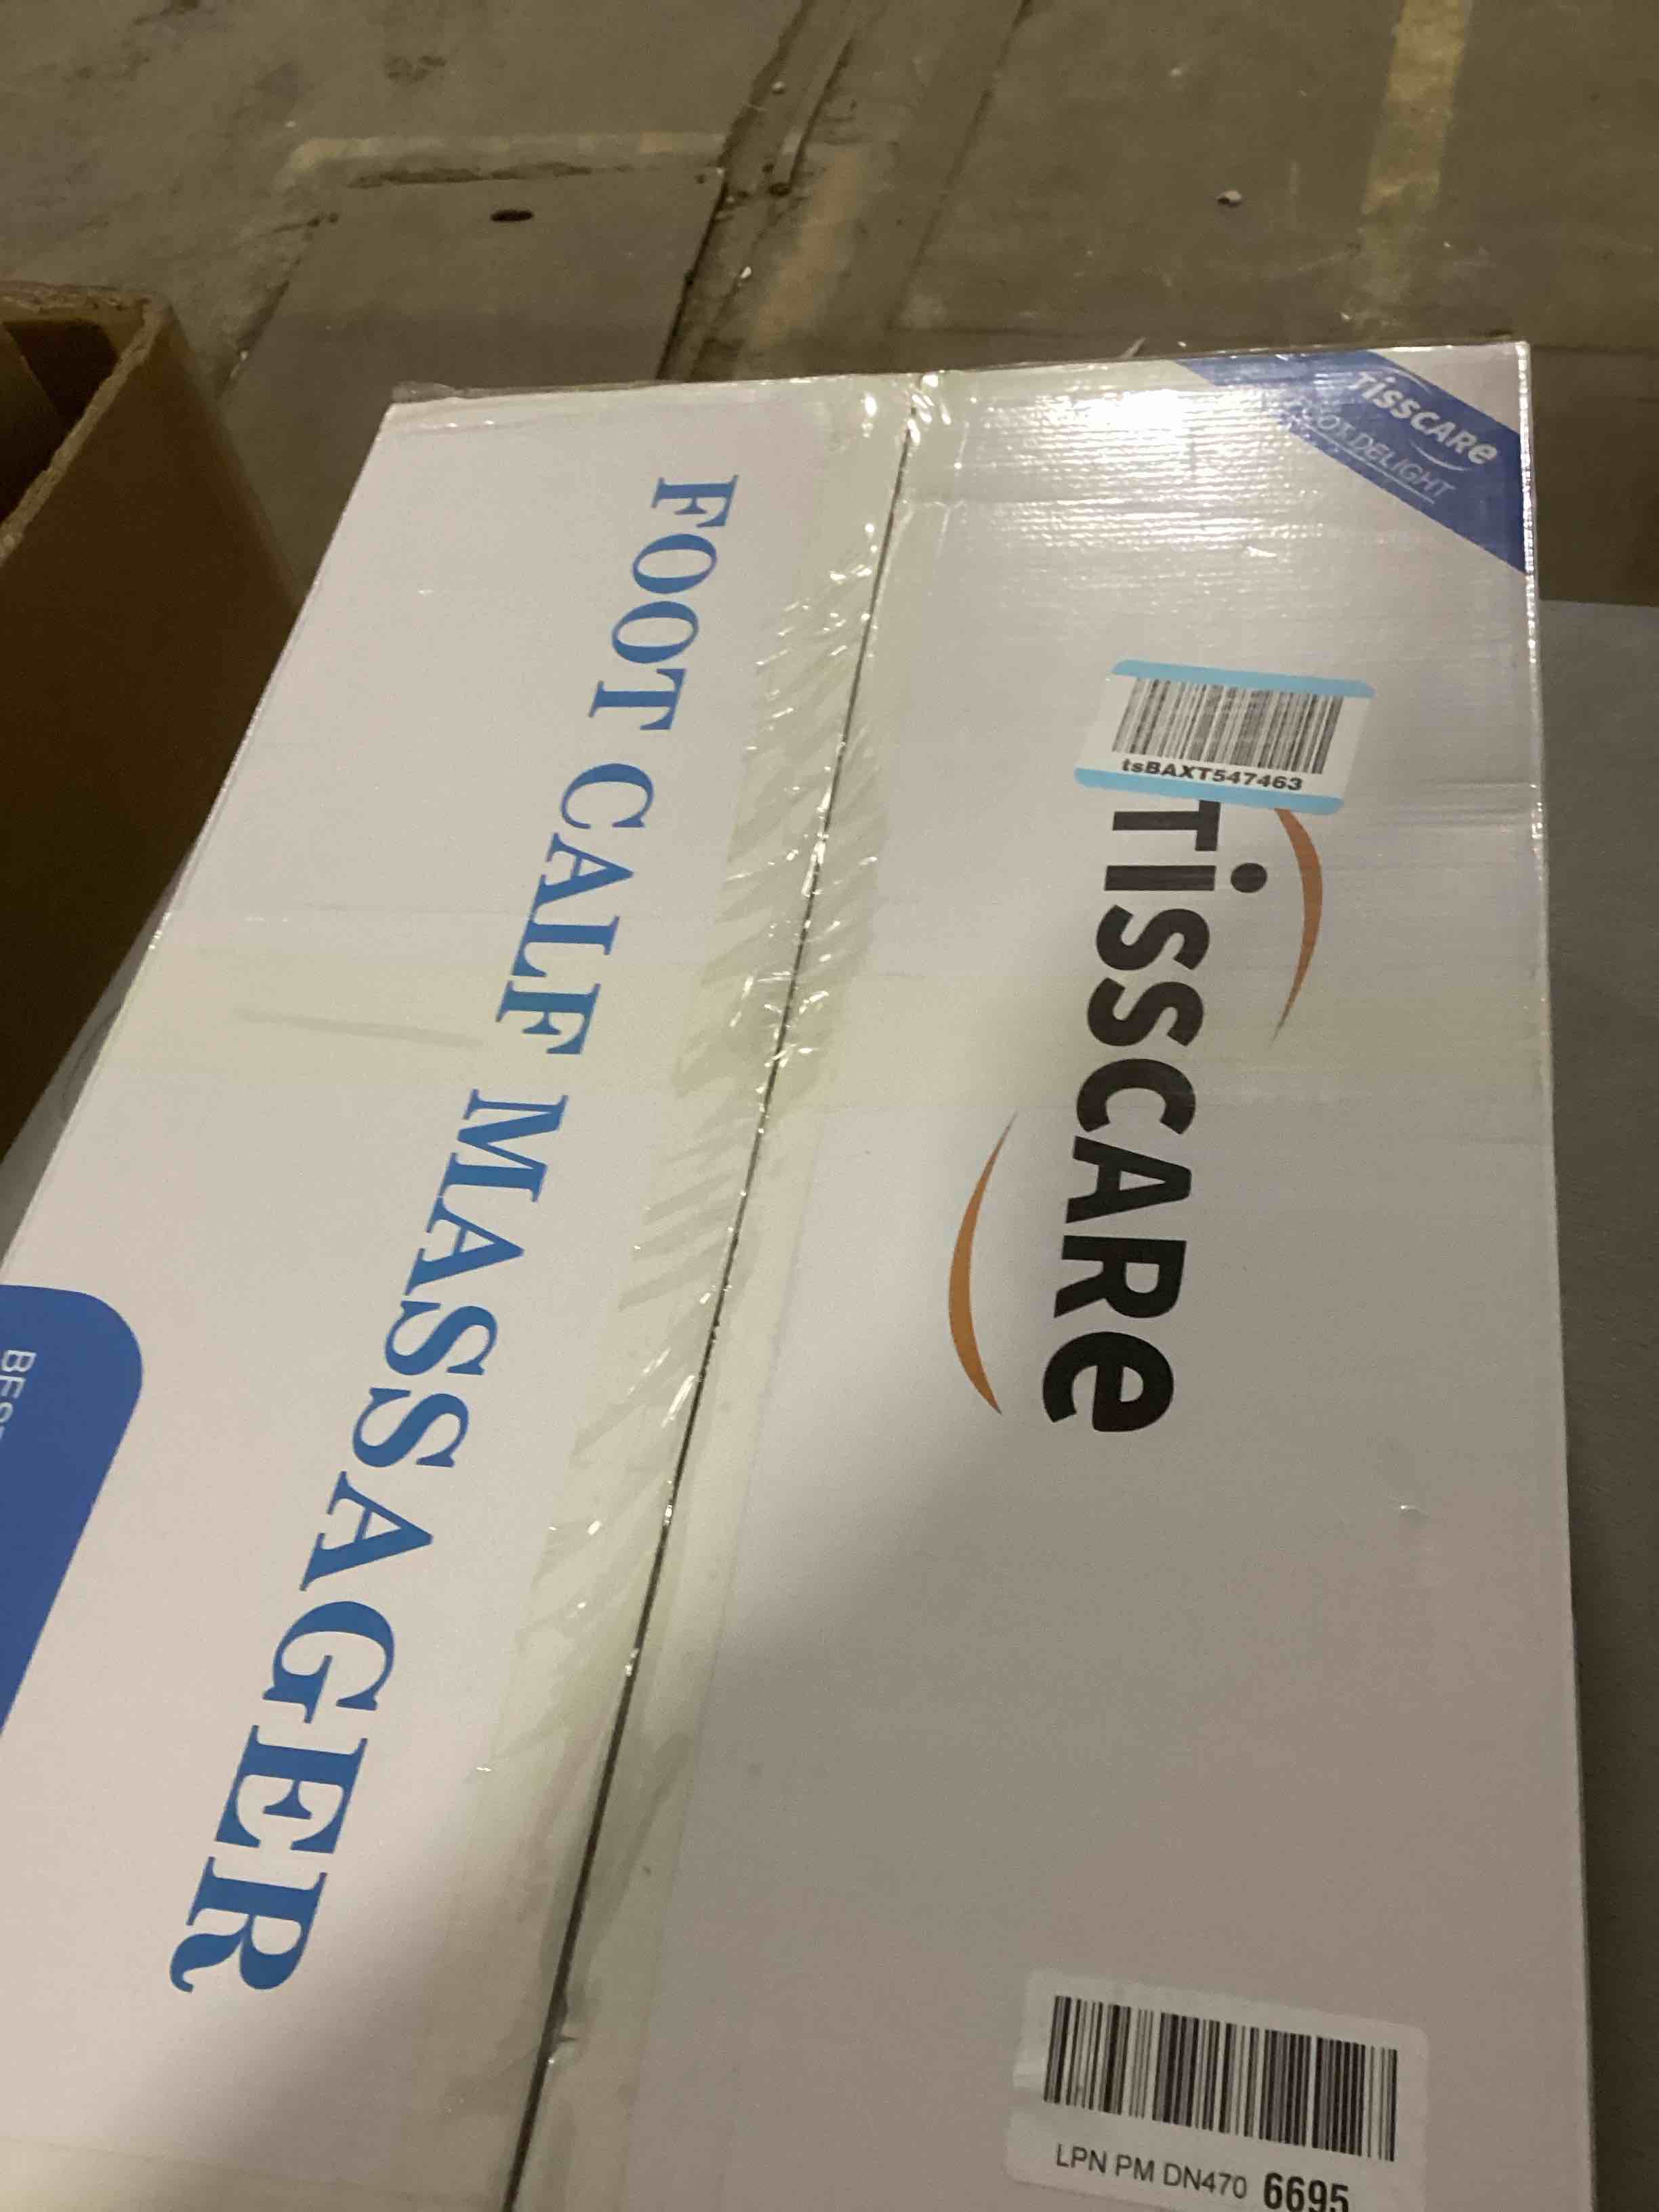 TISSCARE
FOOT DELIGHT
tsBAXT547463
TISSCARe
FOOT CALF MASSAGER
LPN PM DN470 6695